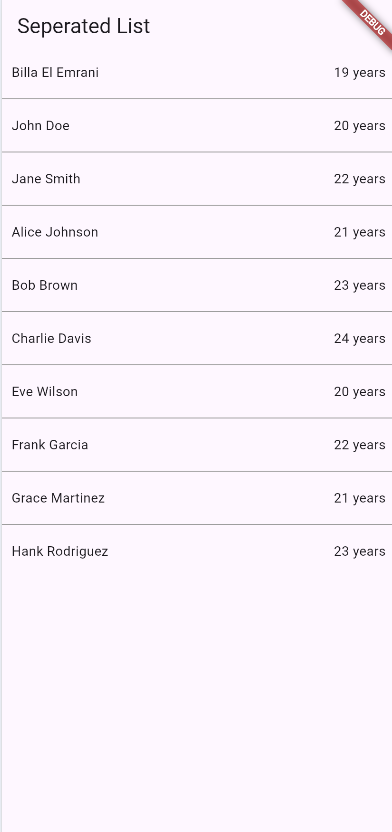 Seperated List
DEBUG
Billa El Emrani 19 years
John Doe 20 years
Jane Smith 22 years
Alice Johnson 21 years
Bob Brown 23 years
Charlie Davis 24 years
Eve Wilson 20 years
Frank Garcia 22 years
Grace Martinez 21 years
Hank Rodriguez 23 years